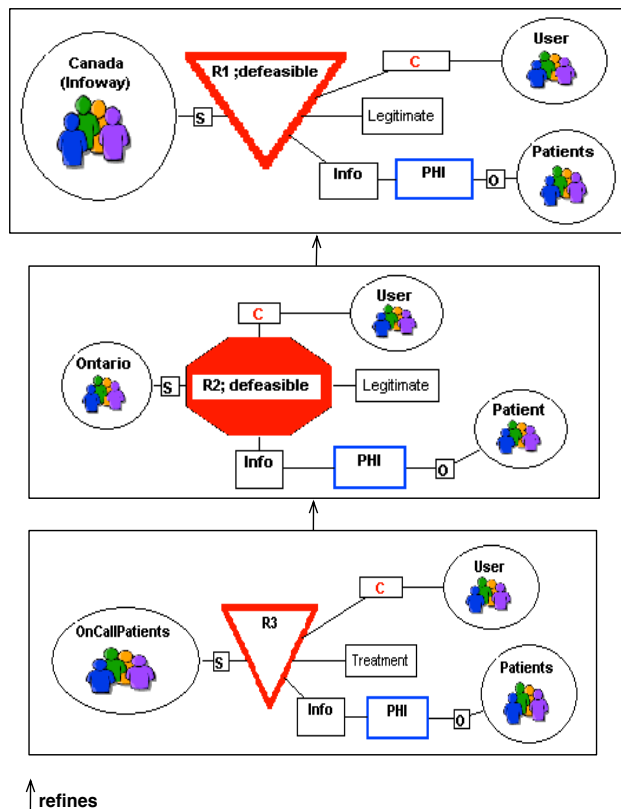 Canada
(Infoway)
S
R1 ;defeasible
C
User
Legitimate
Info
PHI
O
Patients
Ontario
S
R2; defeasible
C
User
Legitimate
Info
PHI
O
Patient
OnCallPatients
S
R3
C
User
Treatment
Info
PHI
O
Patients
refines